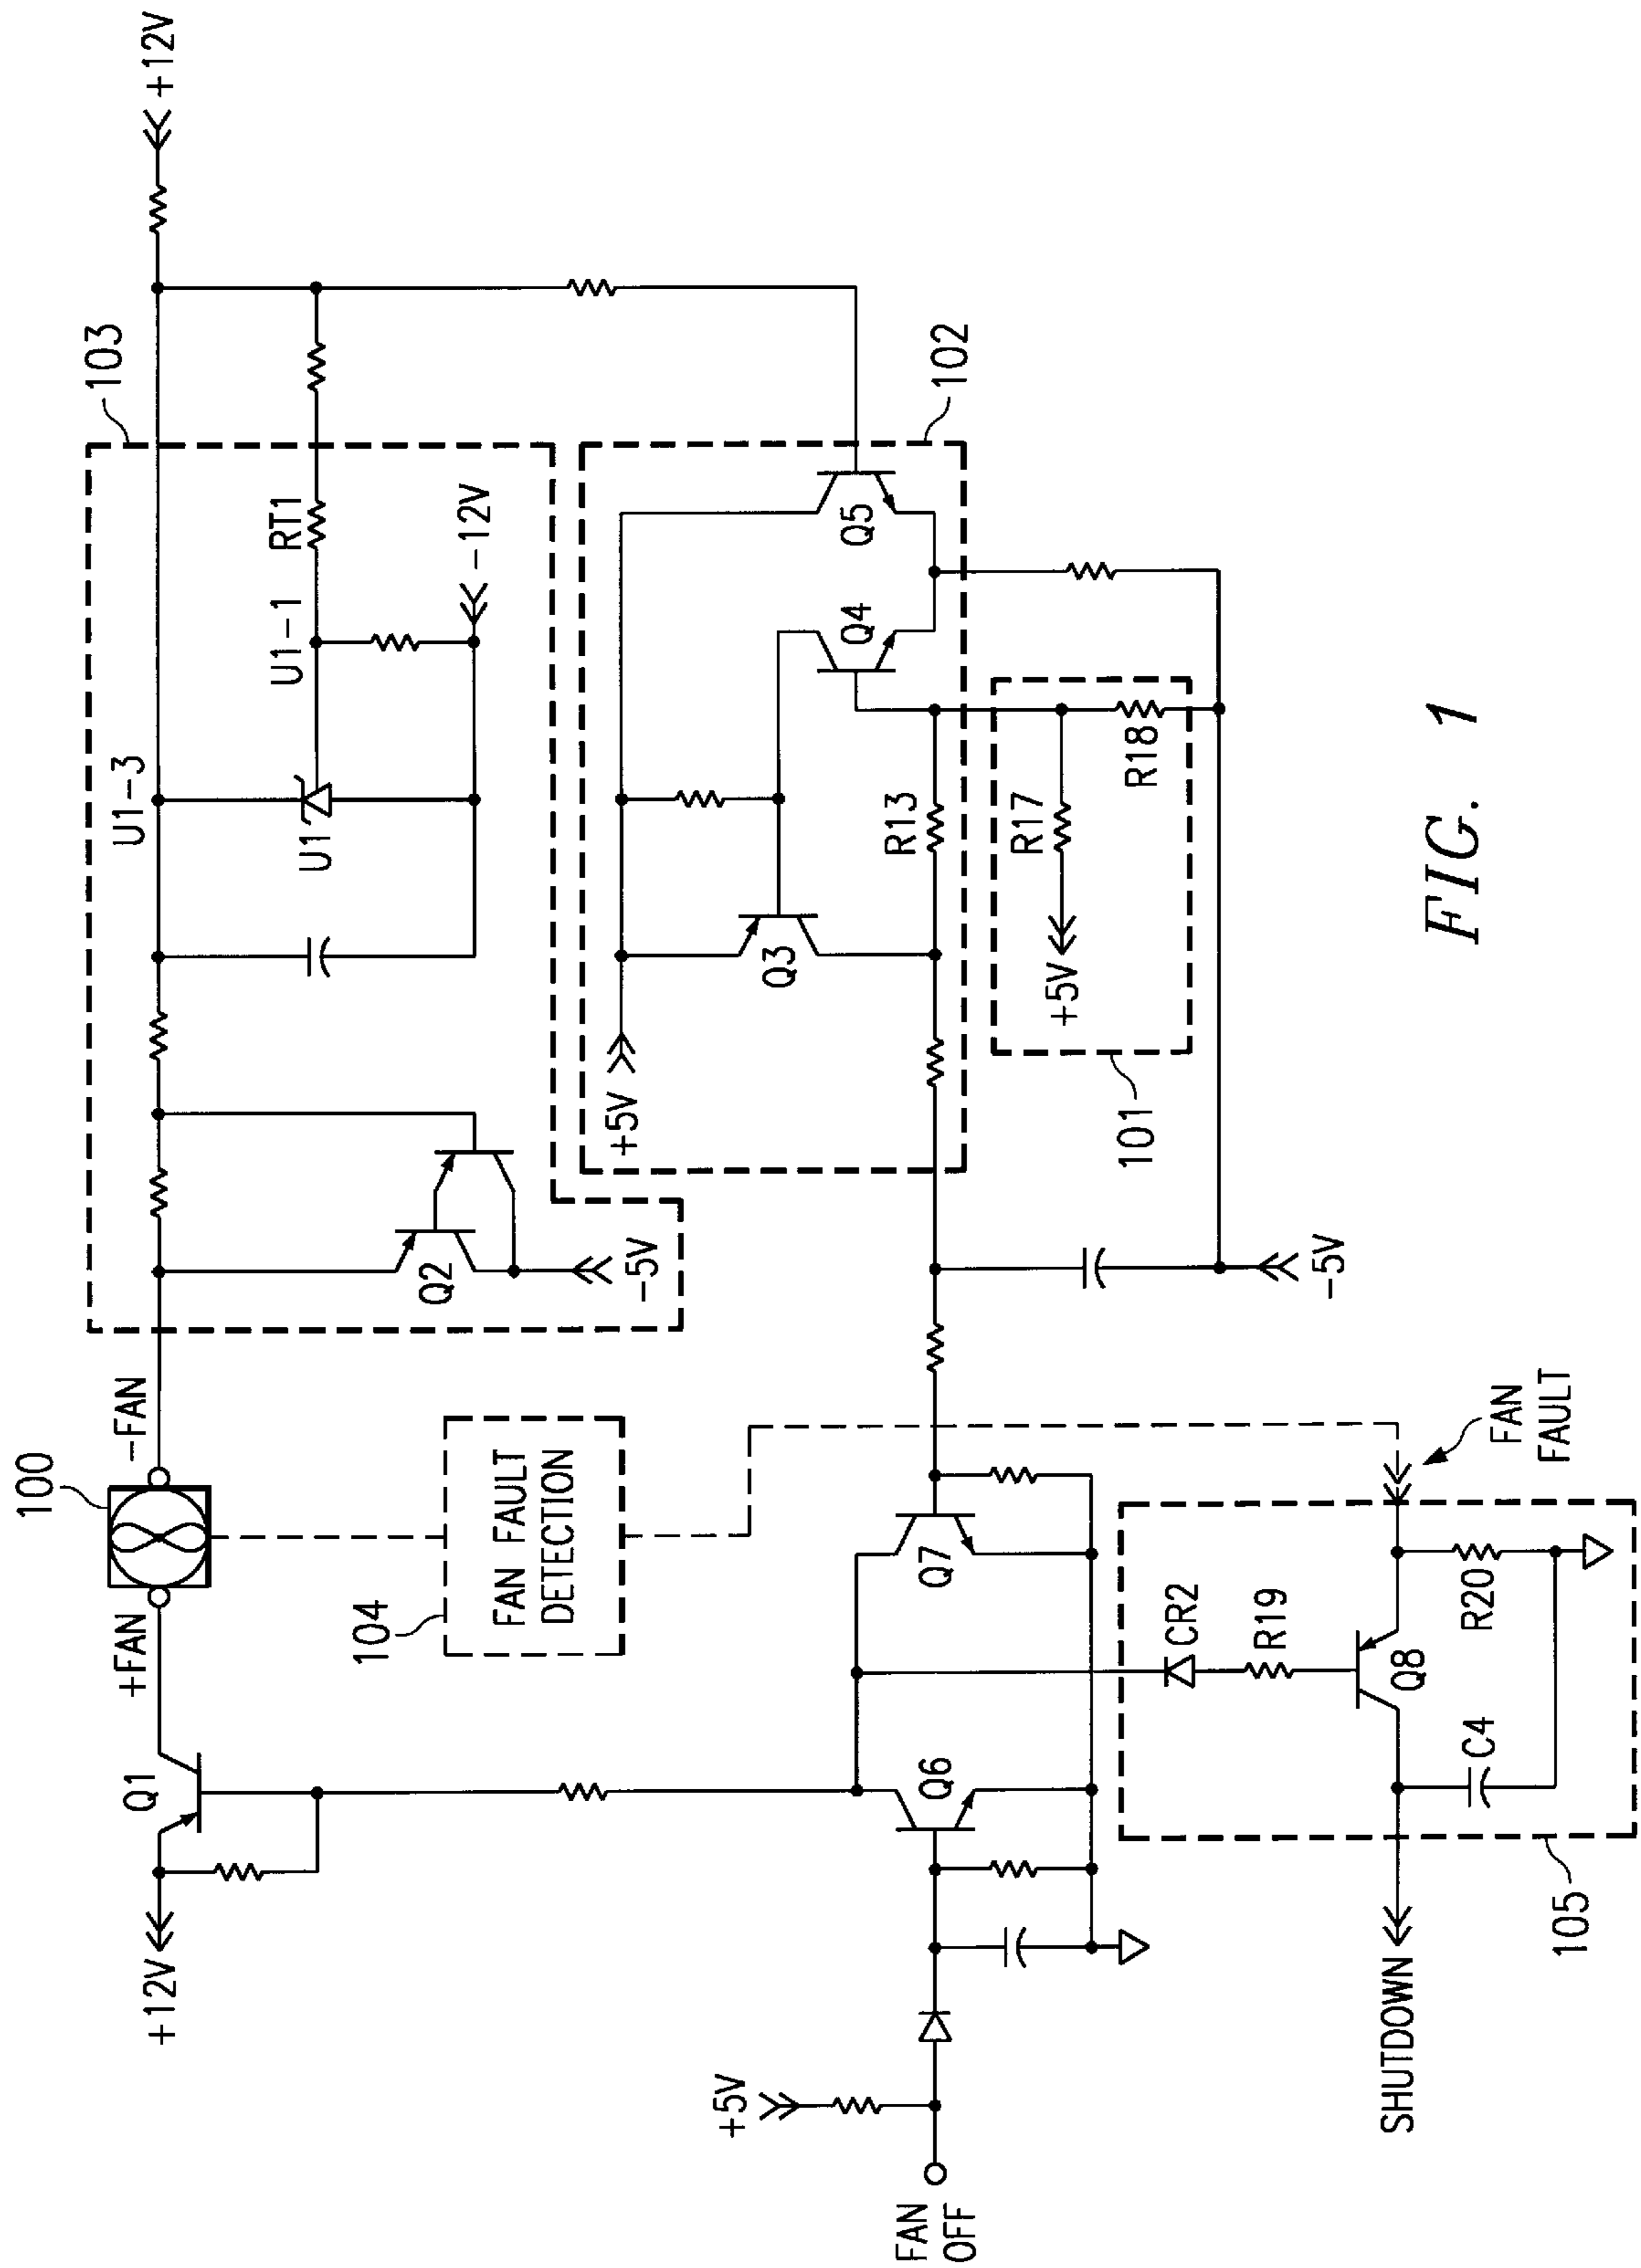 100
+12V
Q1
+FAN
-FAN
103
U1-3
+12V
U1
U1-1
RT1
-12V
Q2
-5V
104
FAN FAULT
DETECTION
102
+5V
Q3
Q4
Q5
R13
101
+5V
R17
R18
-5V
+5V
FAN
OFF
Q6
Q7
CR2
R19
Q8
R20
C4
105
SHUTDOWN
FAN
FAULT
FIG. 1